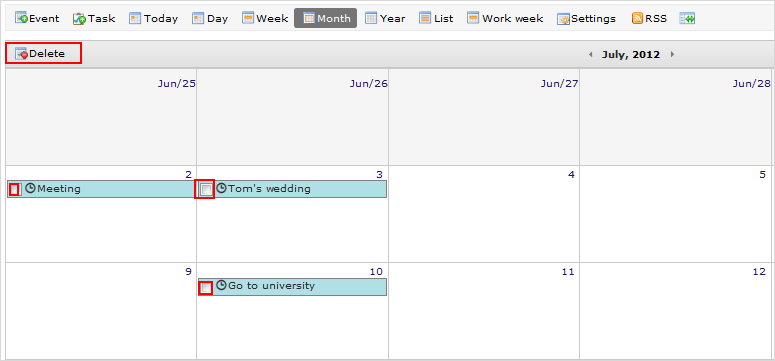 Event Task Today Day Week Month Year List Work week Settings RSS
Delete July, 2012
Jun/25 Jun/26 Jun/27 Jun/28
2 3 4 5
Meeting Tom's wedding
9 10 11 12
Go to university